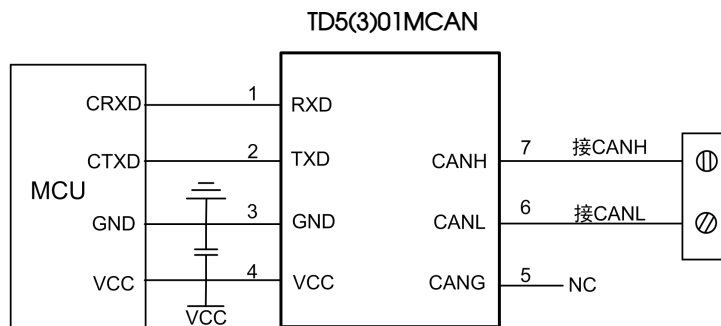 TD5(3)01MCAN
CRXD 1 RXD
CTXD 2 TXD CANH 7 接CANH
MCU
GND 3 GND CANL 6 接CANL
VCC 4 VCC CANG 5 NC
VCC